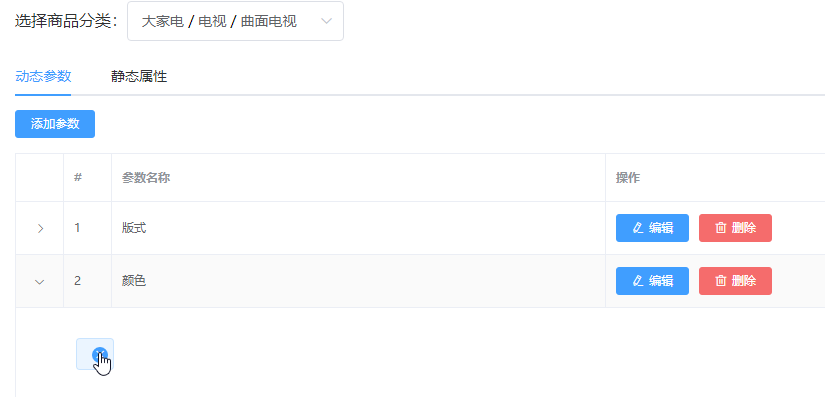 选择商品分类： 大家电 / 电视 / 曲面电视
动态参数 静态属性
添加参数
# 参数名称 操作
1 版式 编辑 删除
2 颜色 编辑 删除